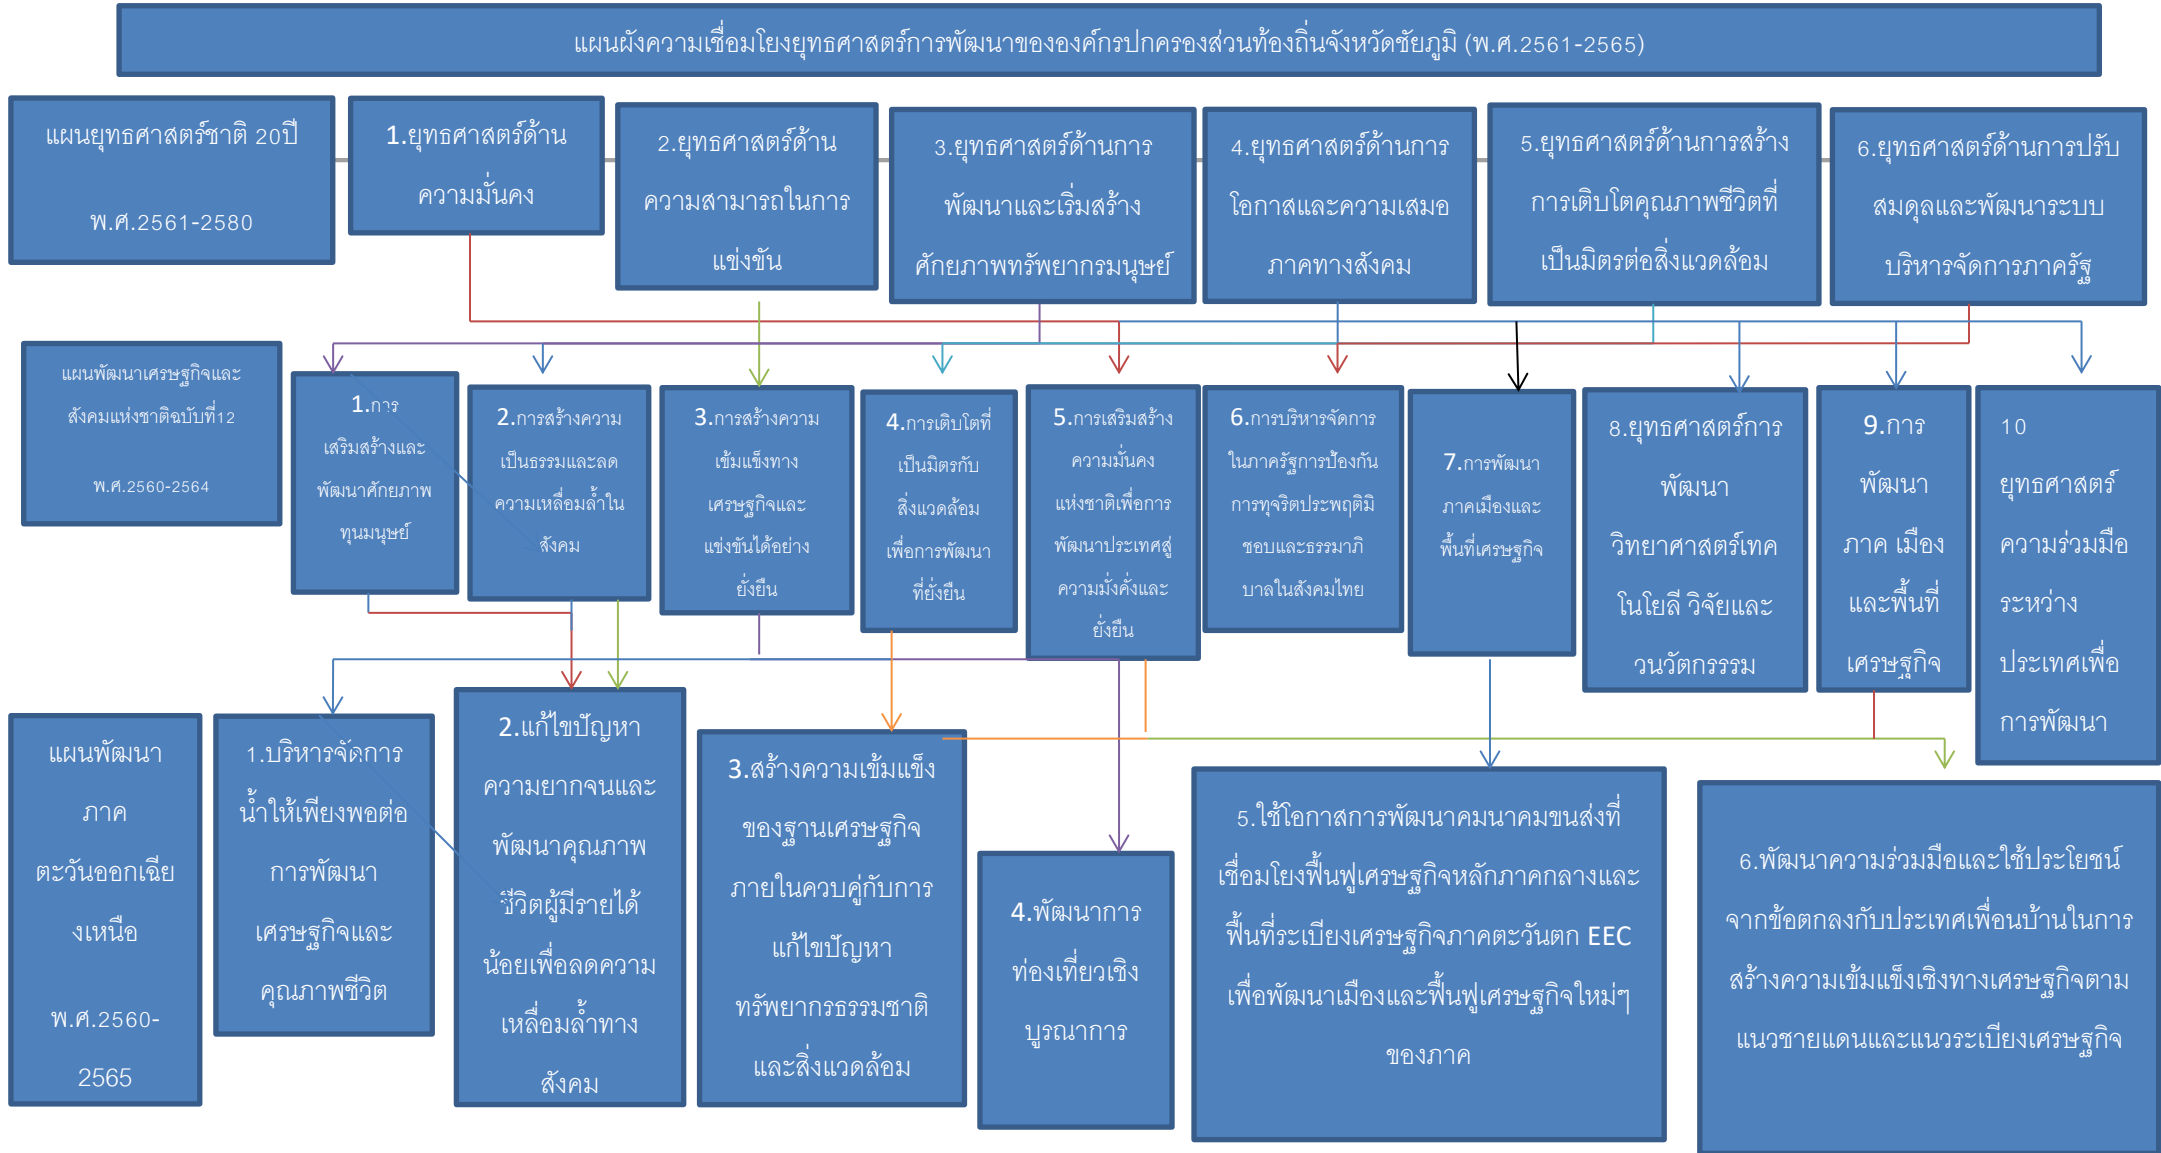 แผนผังความเชื่อมโยงยุทธศาสตร์การพัฒนาขององค์กรปกครองส่วนท้องถิ่นจังหวัดชัยภูมิ (พ.ศ.2561-2565)
แผนยุทธศาสตร์ชาติ 20ปี
พ.ศ.2561-2580
1.ยุทธศาสตร์ด้าน
ความมั่นคง
2.ยุทธศาสตร์ด้าน
ความสามารถในการ
แข่งขัน
3.ยุทธศาสตร์ด้านการ
พัฒนาและเริ่มสร้าง
ศักยภาพทรัพยากรมนุษย์
4.ยุทธศาสตร์ด้านการ
โอกาสและความเสมอ
ภาคทางสังคม
5.ยุทธศาสตร์ด้านการสร้าง
การเติบโตคุณภาพชีวิตที่
เป็นมิตรต่อสิ่งแวดล้อม
6.ยุทธศาสตร์ด้านการปรับ
สมดุลและพัฒนาระบบ
บริหารจัดการภาครัฐ
แผนพัฒนาเศรษฐกิจและ
สังคมแห่งชาติฉบับที่12
พ.ศ.2560-2564
1.การ
เสริมสร้างและ
พัฒนาศักยภาพ
ทุนมนุษย์
2.การสร้างความ
เป็นธรรมและลด
ความเหลื่อมล้ำใน
สังคม
3.การสร้างความ
เข้มแข็งทาง
เศรษฐกิจและ
แข่งขันได้อย่าง
ยั่งยืน
4.การเติบโตที่
เป็นมิตรกับ
สิ่งแวดล้อม
เพื่อการพัฒนา
ที่ยั่งยืน
5.การเสริมสร้าง
ความมั่นคง
แห่งชาติเพื่อการ
พัฒนาประเทศสู่
ความมั่งคั่งและ
ยั่งยืน
6.การบริหารจัดการ
ในภาครัฐการป้องกัน
การทุจริตประพฤติมิ
ชอบและธรรมาภิ
บาลในสังคมไทย
7.การพัฒนา
ภาคเมืองและ
พื้นที่เศรษฐกิจ
8.ยุทธศาสตร์การ
พัฒนา
วิทยาศาสตร์เทค
โนโยลี วิจัยและ
วนวัตกรรรม
9.การ
พัฒนา
ภาค เมือง
และพื้นที่
เศรษฐกิจ
10
ยุทธศาสตร์
ความร่วมมือ
ระหว่าง
ประเทศเพื่อ
การพัฒนา
แผนพัฒนา
ภาค
ตะวันออกเฉีย
งเหนือ
พ.ศ.2560-
2565
1.บริหารจัดการ
น้ำให้เพียงพอต่อ
การพัฒนา
เศรษฐกิจและ
คุณภาพชีวิต
2.แก้ไขปัญหา
ความยากจนและ
พัฒนาคุณภาพ
ชีวิตผู้มีรายได้
น้อยเพื่อลดความ
เหลื่อมล้ำทาง
สังคม
3.สร้างความเข้มแข็ง
ของฐานเศรษฐกิจ
ภายในควบคู่กับการ
แก้ไขปัญหา
ทรัพยากรธรรมชาติ
และสิ่งแวดล้อม
4.พัฒนาการ
ท่องเที่ยวเชิง
บูรณาการ
5.ใช้โอกาสการพัฒนาคมนาคมขนส่งที่
เชื่อมโยงฟื้นฟูเศรษฐกิจหลักภาคกลางและ
ฟื้นที่ระเบียงเศรษฐกิจภาคตะวันตก EEC
เพื่อพัฒนาเมืองและฟื้นฟูเศรษฐกิจใหม่ๆ
ของภาค
6.พัฒนาความร่วมมือและใช้ประโยชน์
จากข้อตกลงกับประเทศเพื่อนบ้านในการ
สร้างความเข้มแข็งเชิงทางเศรษฐกิจตาม
แนวชายแดนและแนวระเบียงเศรษฐกิจ